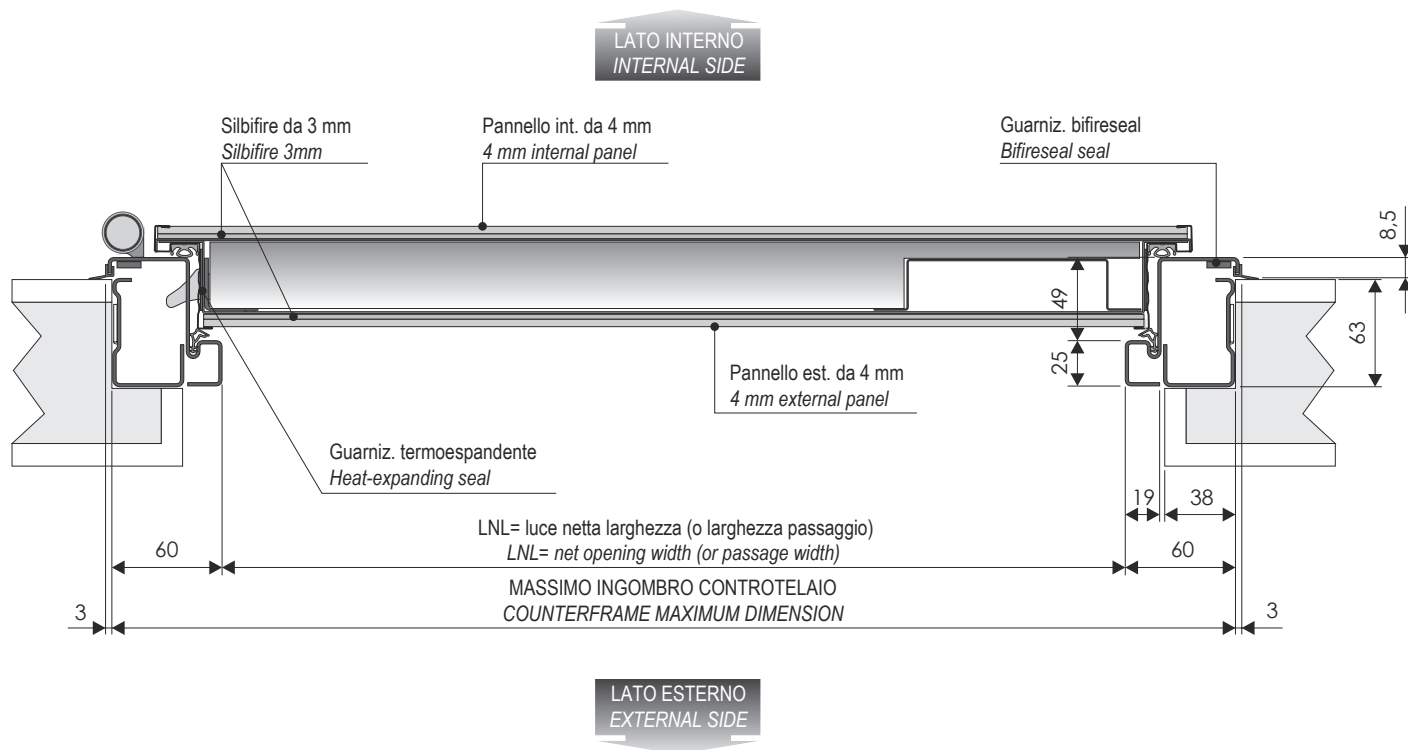 LATO INTERNO
INTERNAL SIDE
Silbifire da 3 mm
Silbifire 3mm
Pannello int. da 4 mm
4 mm internal panel
Guarniz. bifireseal
Bifireseal seal
8,5
49
63
25
Pannello est. da 4 mm
4 mm external panel
Guarniz. termoespandente
Heat-expanding seal
19
38
LNL= luce netta larghezza (o larghezza passaggio)
LNL= net opening width (or passage width)
60
60
MASSIMO INGOMBRO CONTROTELAIO
COUNTERFRAME MAXIMUM DIMENSION
3
3
LATO ESTERNO
EXTERNAL SIDE